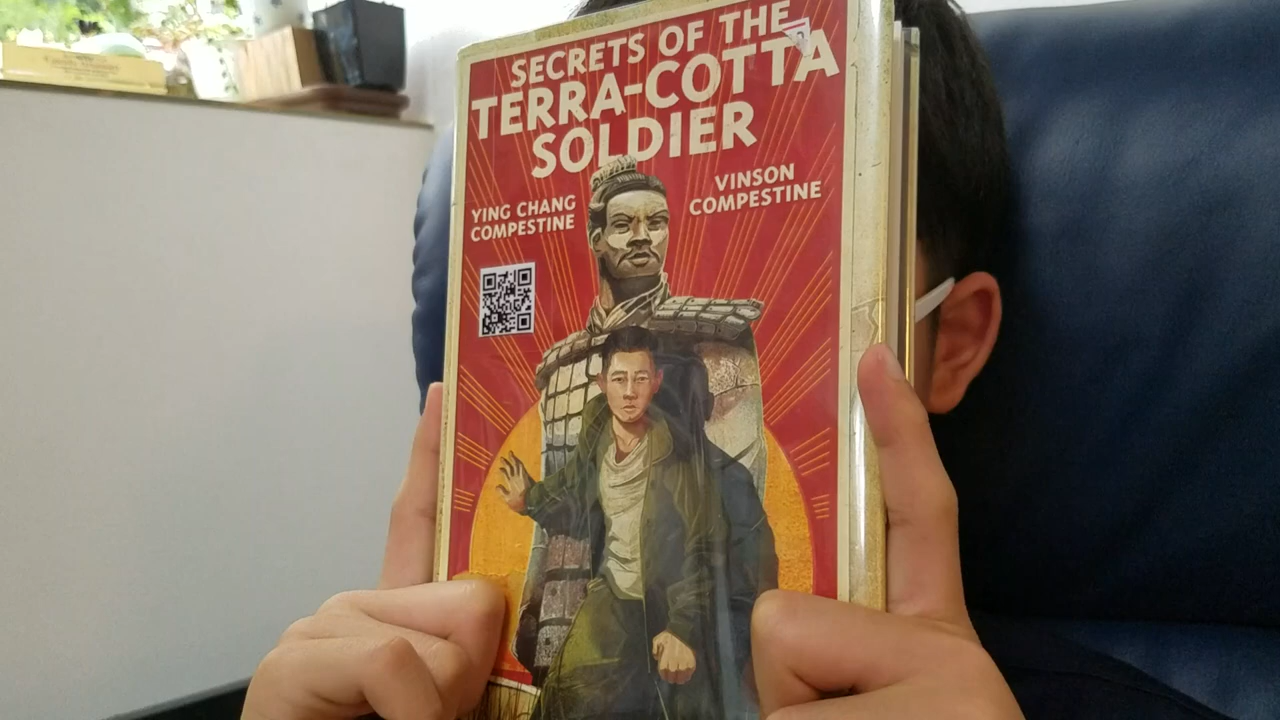 SECRETS OF THE
TERRA-COTTA
SOLDIER
YING CHANG
COMPESTINE
VINSON
COMPESTINE